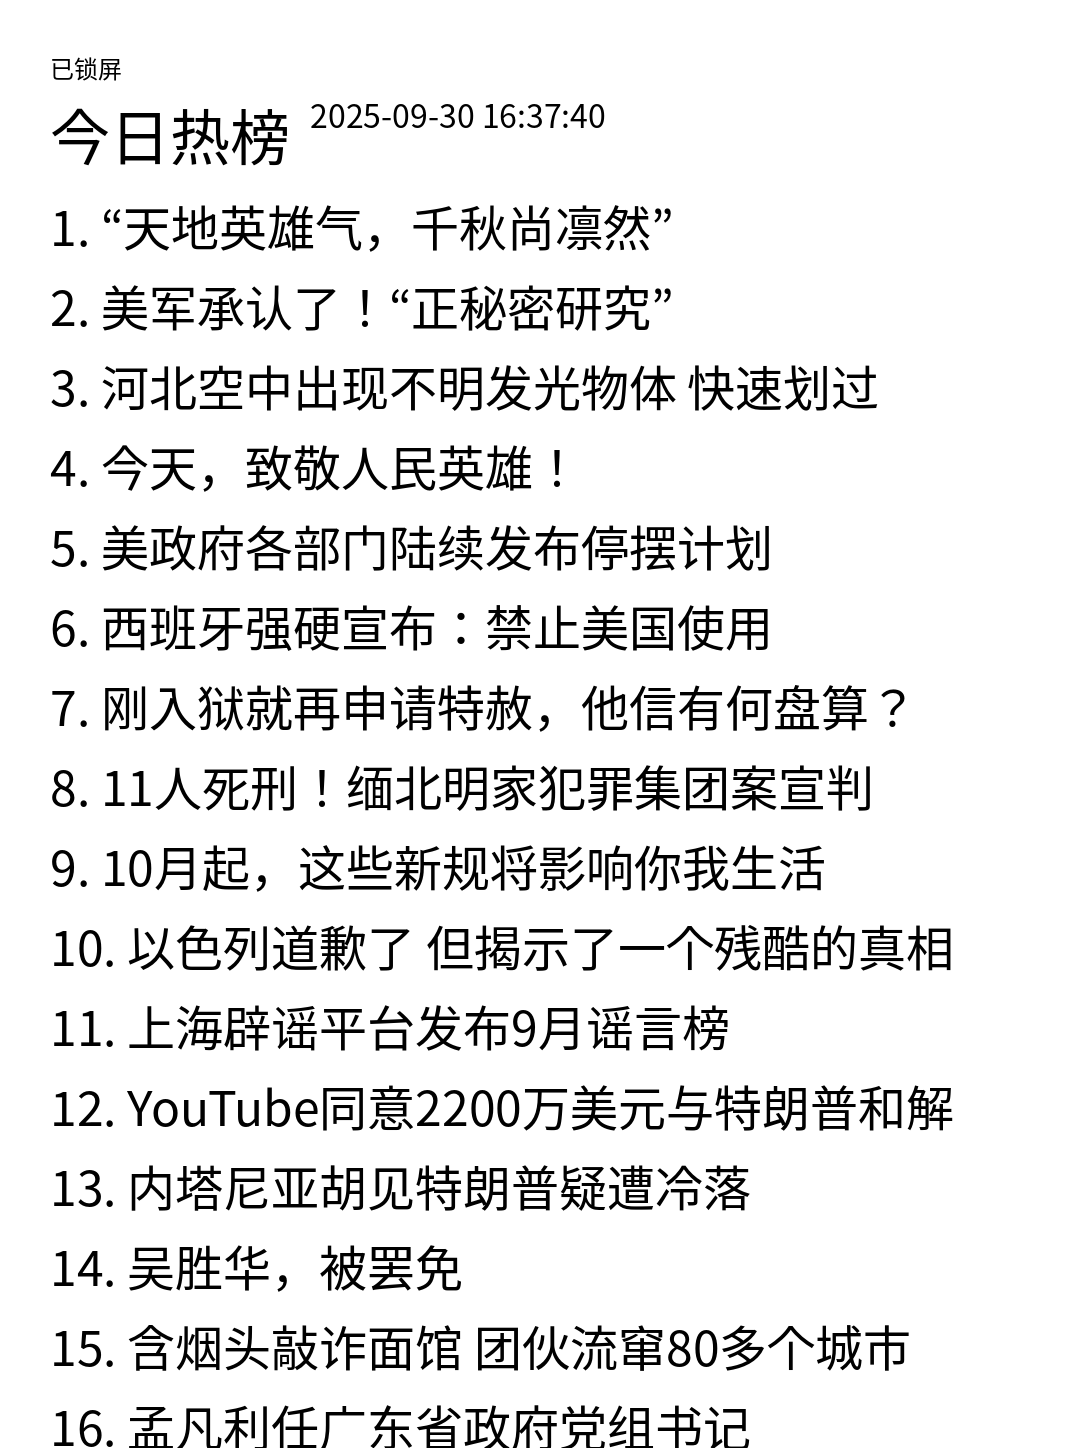 已锁屏
今日热榜 2025-09-30 16:37:40
1. “天地英雄气，千秋尚凛然”
2. 美军承认了！“正秘密研究”
3. 河北空中出现不明发光物体 快速划过
4. 今天，致敬人民英雄！
5. 美政府各部门陆续发布停摆计划
6. 西班牙强硬宣布：禁止美国使用
7. 刚入狱就再申请特赦，他信有何盘算？
8. 11人死刑！缅北明家犯罪集团案宣判
9. 10月起，这些新规将影响你我生活
10. 以色列道歉了 但揭示了一个残酷的真相
11. 上海辟谣平台发布9月谣言榜
12. YouTube同意2200万美元与特朗普和解
13. 内塔尼亚胡见特朗普疑遭冷落
14. 吴胜华，被罢免
15. 含烟头敲诈面馆 团伙流窜80多个城市
16. 孟凡利任广东省政府党组书记